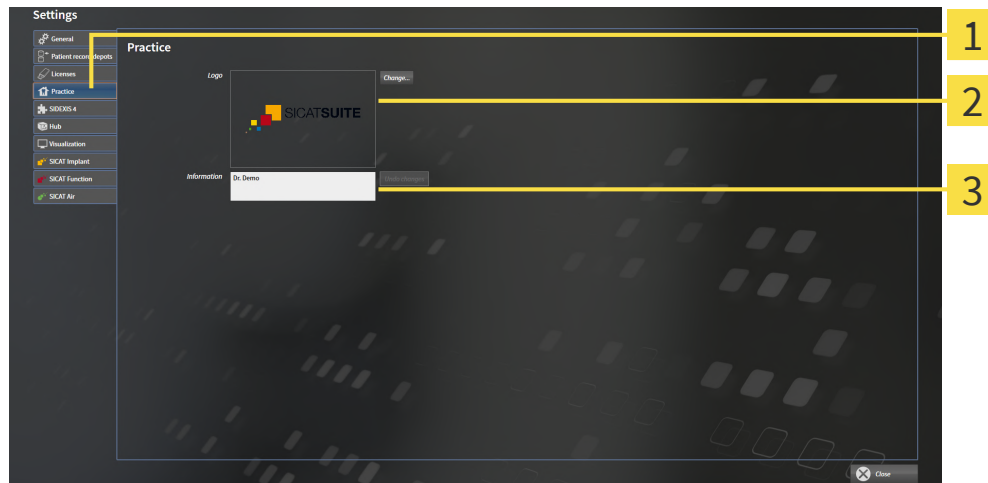 Settings
General
Patient record depots
Licenses
Practice
SIDEXIS 4
Hub
Visualization
SICAT Implant
SICAT Function
SICAT Air
Practice
Logo
SICATSUITE
Change...
Information
Dr. Demo
Undo changes
Close
1
2
3